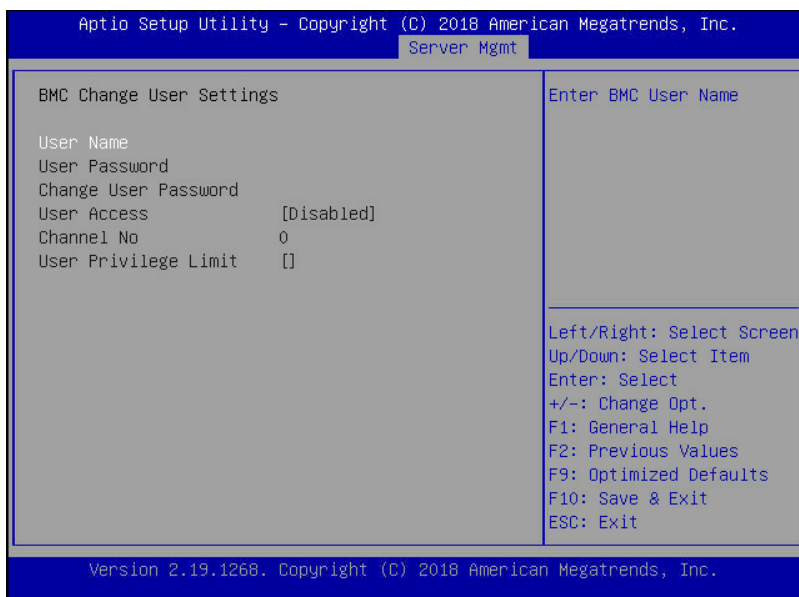 Aptio Setup Utility – Copyright (C) 2018 American Megatrends, Inc.
Server Mgmt
BMC Change User Settings
User Name
User Password
Change User Password
User Access [Disabled]
Channel No 0
User Privilege Limit []
Enter BMC User Name
Left/Right: Select Screen
Up/Down: Select Item
Enter: Select
+/-: Change Opt.
F1: General Help
F2: Previous Values
F9: Optimized Defaults
F10: Save & Exit
ESC: Exit
Version 2.19.1268. Copyright (C) 2018 American Megatrends, Inc.